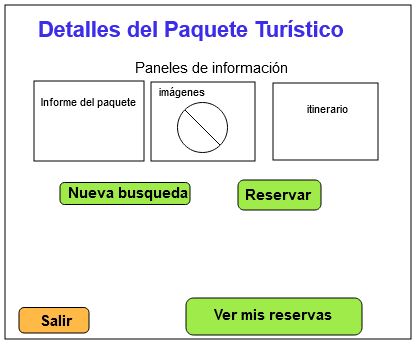 Detalles del Paquete Turístico
Paneles de información
Informe del paquete
imágenes
itinerario
Nueva busqueda
Reservar
Salir
Ver mis reservas